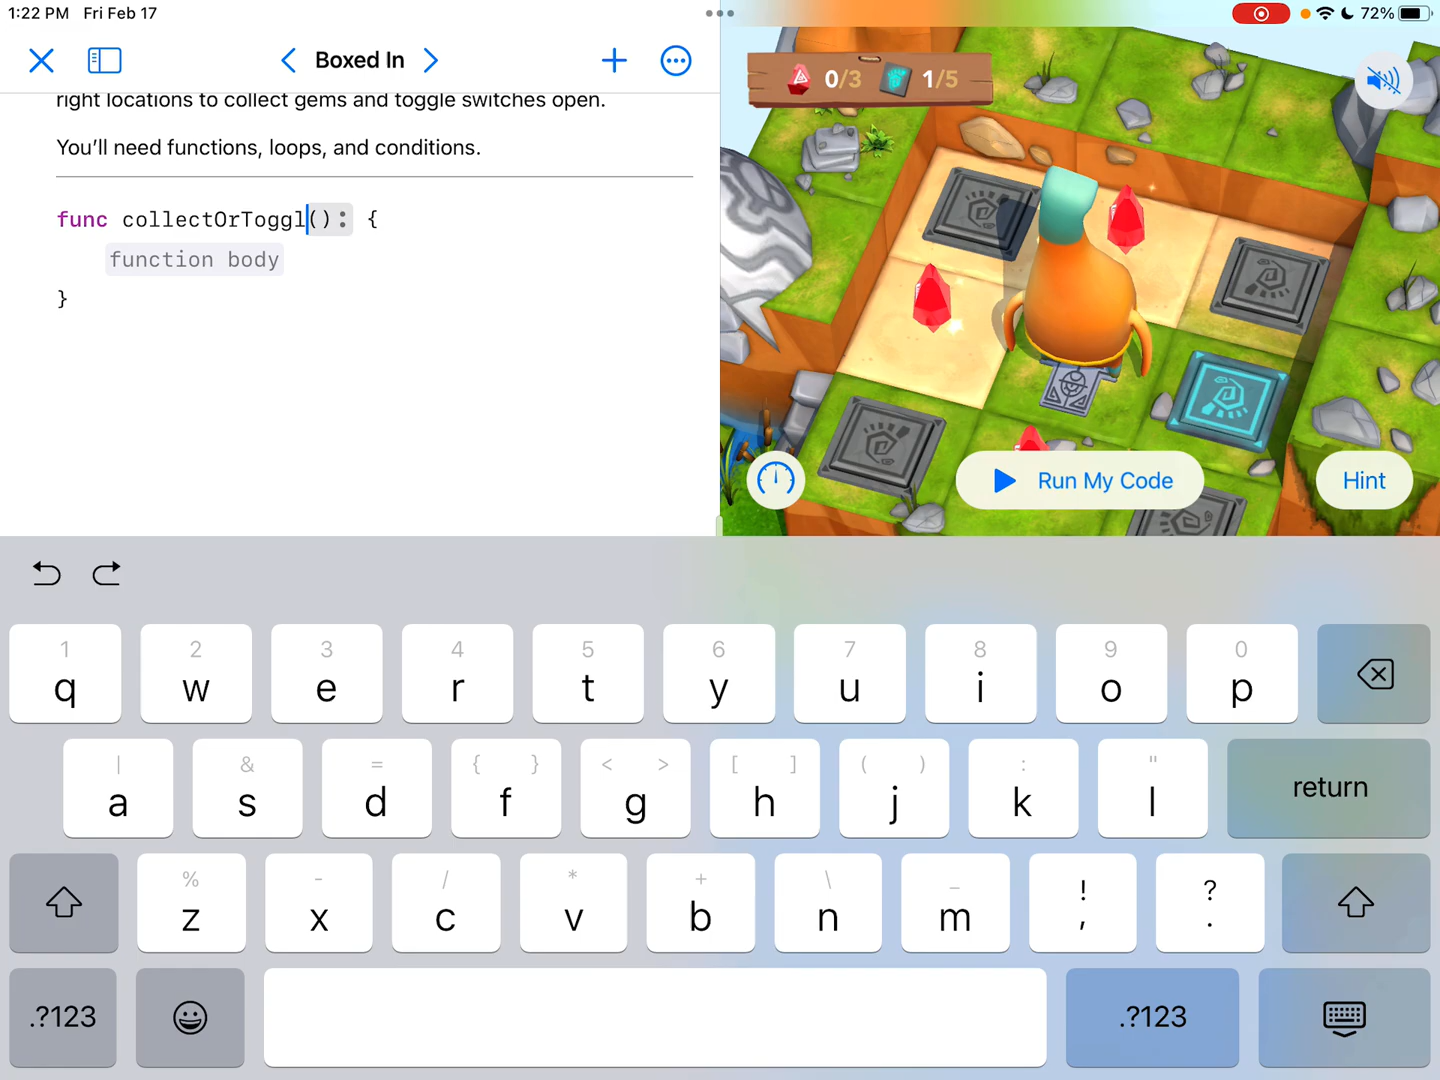 1:22 PM Fri Feb 17
72%
Boxed In
right locations to collect gems and toggle switches open.
You’ll need functions, loops, and conditions.
func collectOrToggl(): {
function body
}
0/3 1/5
Run My Code
Hint
1 2 3 4 5 6 7 8 9 0
q w e r t y u i o p
| & = { } < > [ ] ( ) : "
a s d f g h j k l
return
% - / * + \ _ ! ?
z x c v b n m , .
.?123 .?123